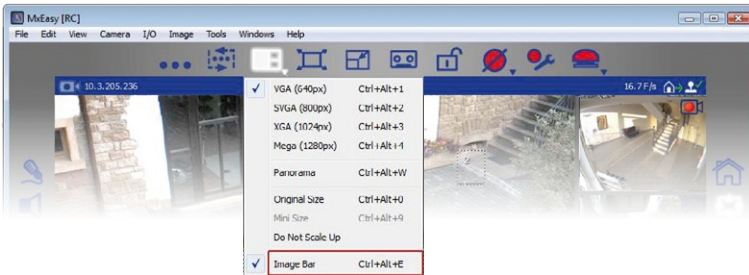 MxEasy [RC]
File Edit View Camera I/O Image Tools Windows Help
10.3.205.236
16.7 F/s
VGA (640px) Ctrl+Alt+1
SVGA (800px) Ctrl+Alt+2
XGA (1024px) Ctrl+Alt+3
Mega (1280px) Ctrl+Alt+4
Panorama Ctrl+Alt+W
Original Size Ctrl+Alt+0
Mini Size Ctrl+Alt+9
Do Not Scale Up
Image Bar Ctrl+Alt+E